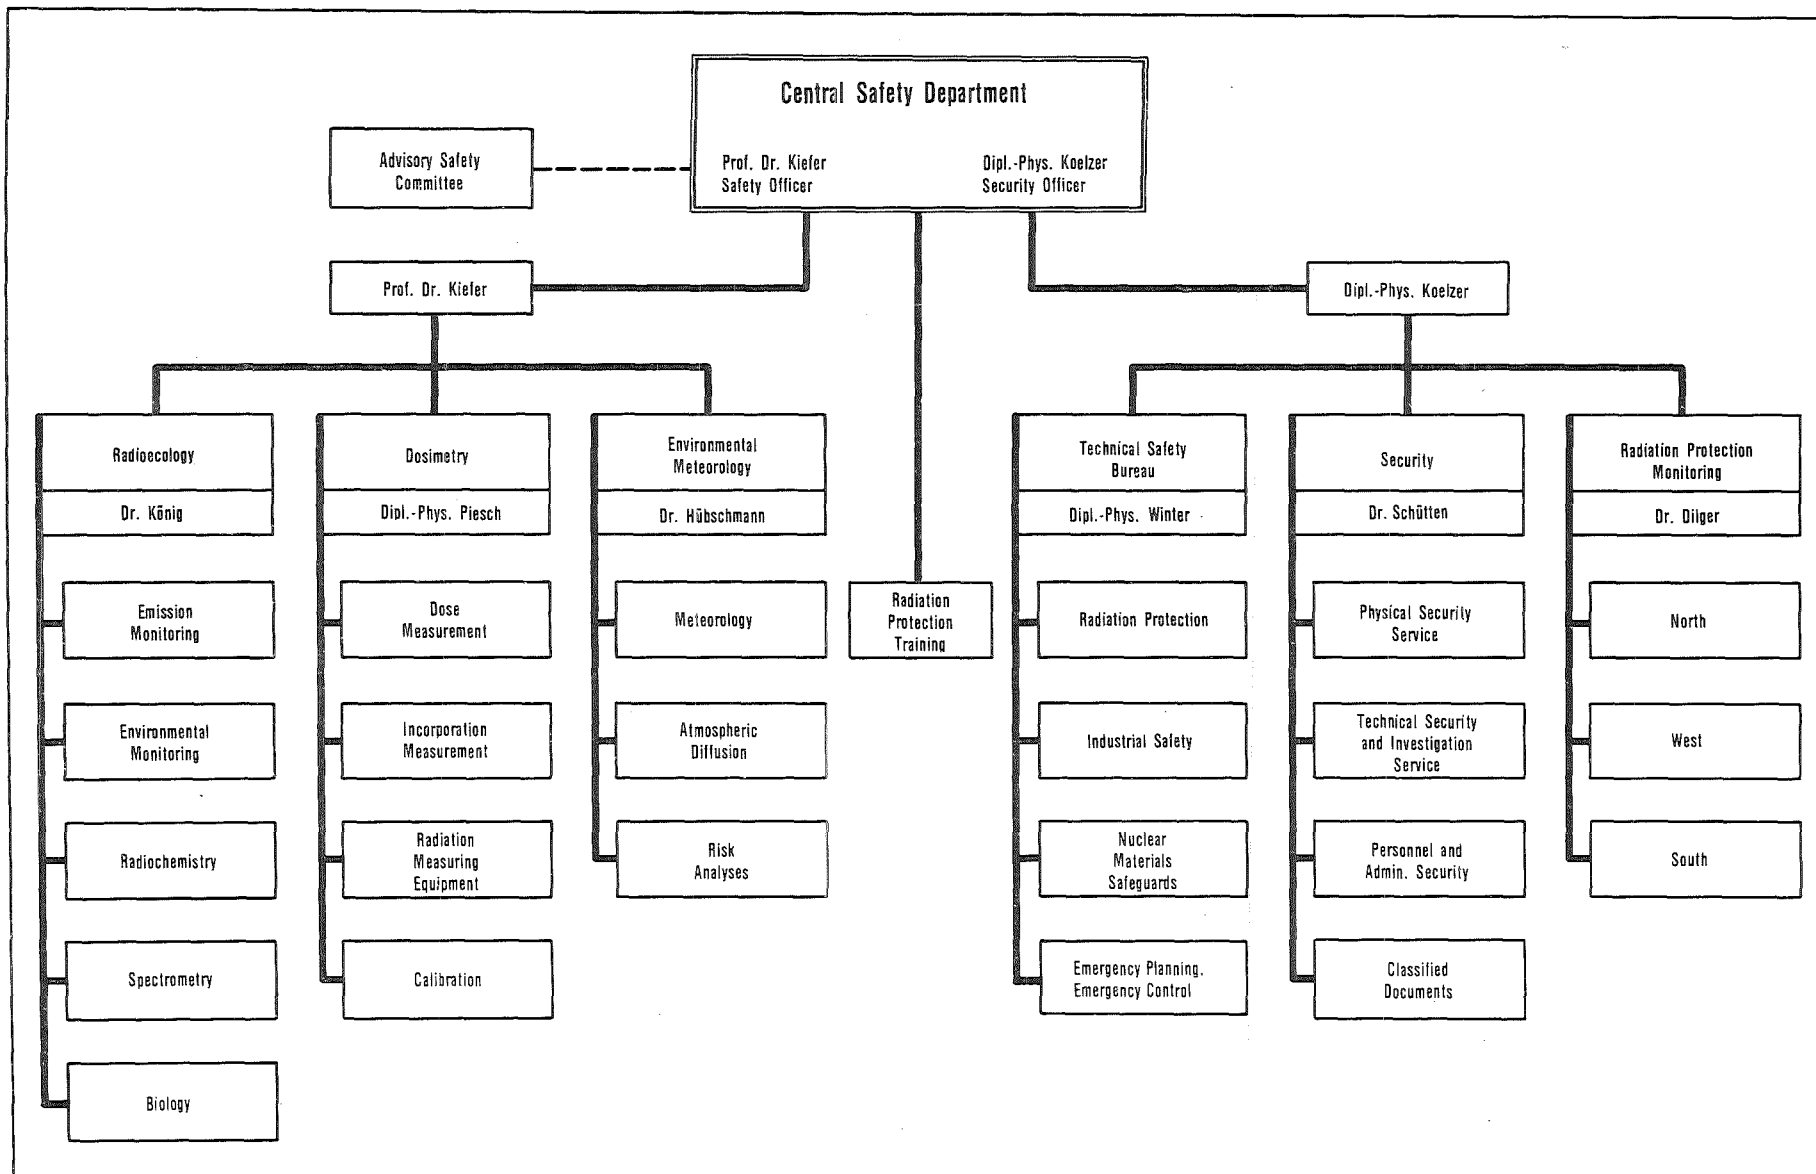 Central Safety Department
Prof. Dr. Kiefer
Safety Officer
Dipl.-Phys. Koelzer
Security Officer
Advisory Safety
Committee
Prof. Dr. Kiefer
Dipl.-Phys. Koelzer
Radioecology
Dr. König
Emission
Monitoring
Environmental
Monitoring
Radiochemistry
Spectrometry
Biology
Dosimetry
Dipl.-Phys. Piesch
Dose
Measurement
Incorporation
Measurement
Radiation
Measuring
Equipment
Calibration
Environmental
Meteorology
Dr. Hübschmann
Meteorology
Atmospheric
Diffusion
Risk
Analyses
Radiation
Protection
Training
Technical Safety
Bureau
Dipl.-Phys. Winter
Radiation Protection
Industrial Safety
Nuclear
Materials
Safeguards
Emergency Planning.
Emergency Control
Security
Dr. Schütten
Physical Security
Service
Technical Security
and Investigation
Service
Personnel and
Admin. Security
Classified
Documents
Radiation Protection
Monitoring
Dr. Dilger
North
West
South